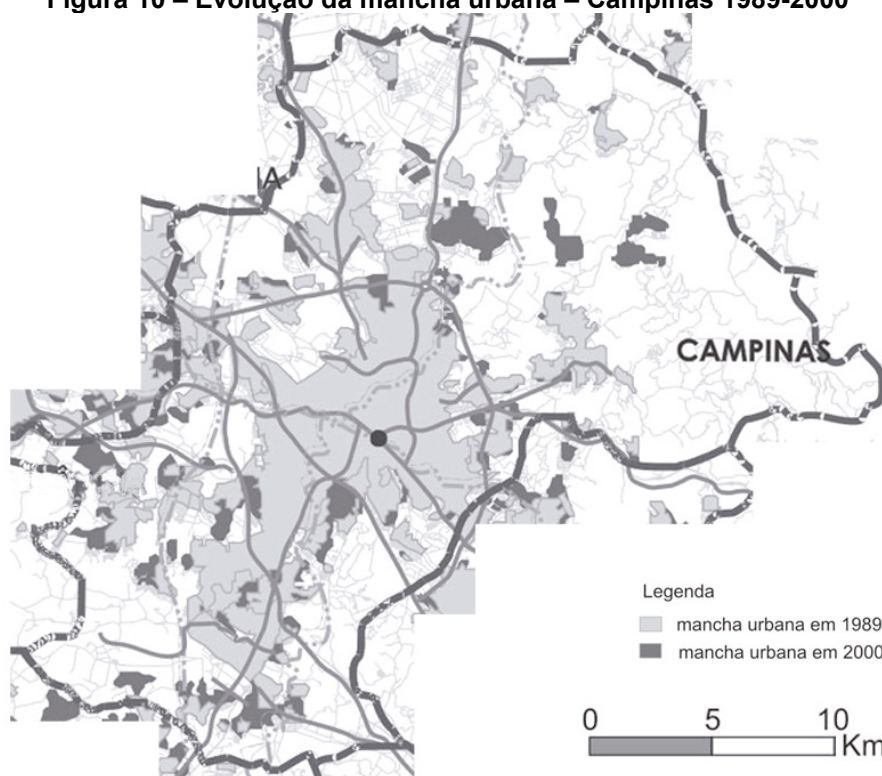 Figura 10 – Evolução da mancha urbana – Campinas 1989-2000
IA
CAMPINAS
Legenda
mancha urbana em 1989
mancha urbana em 2000
0 5 10
Km